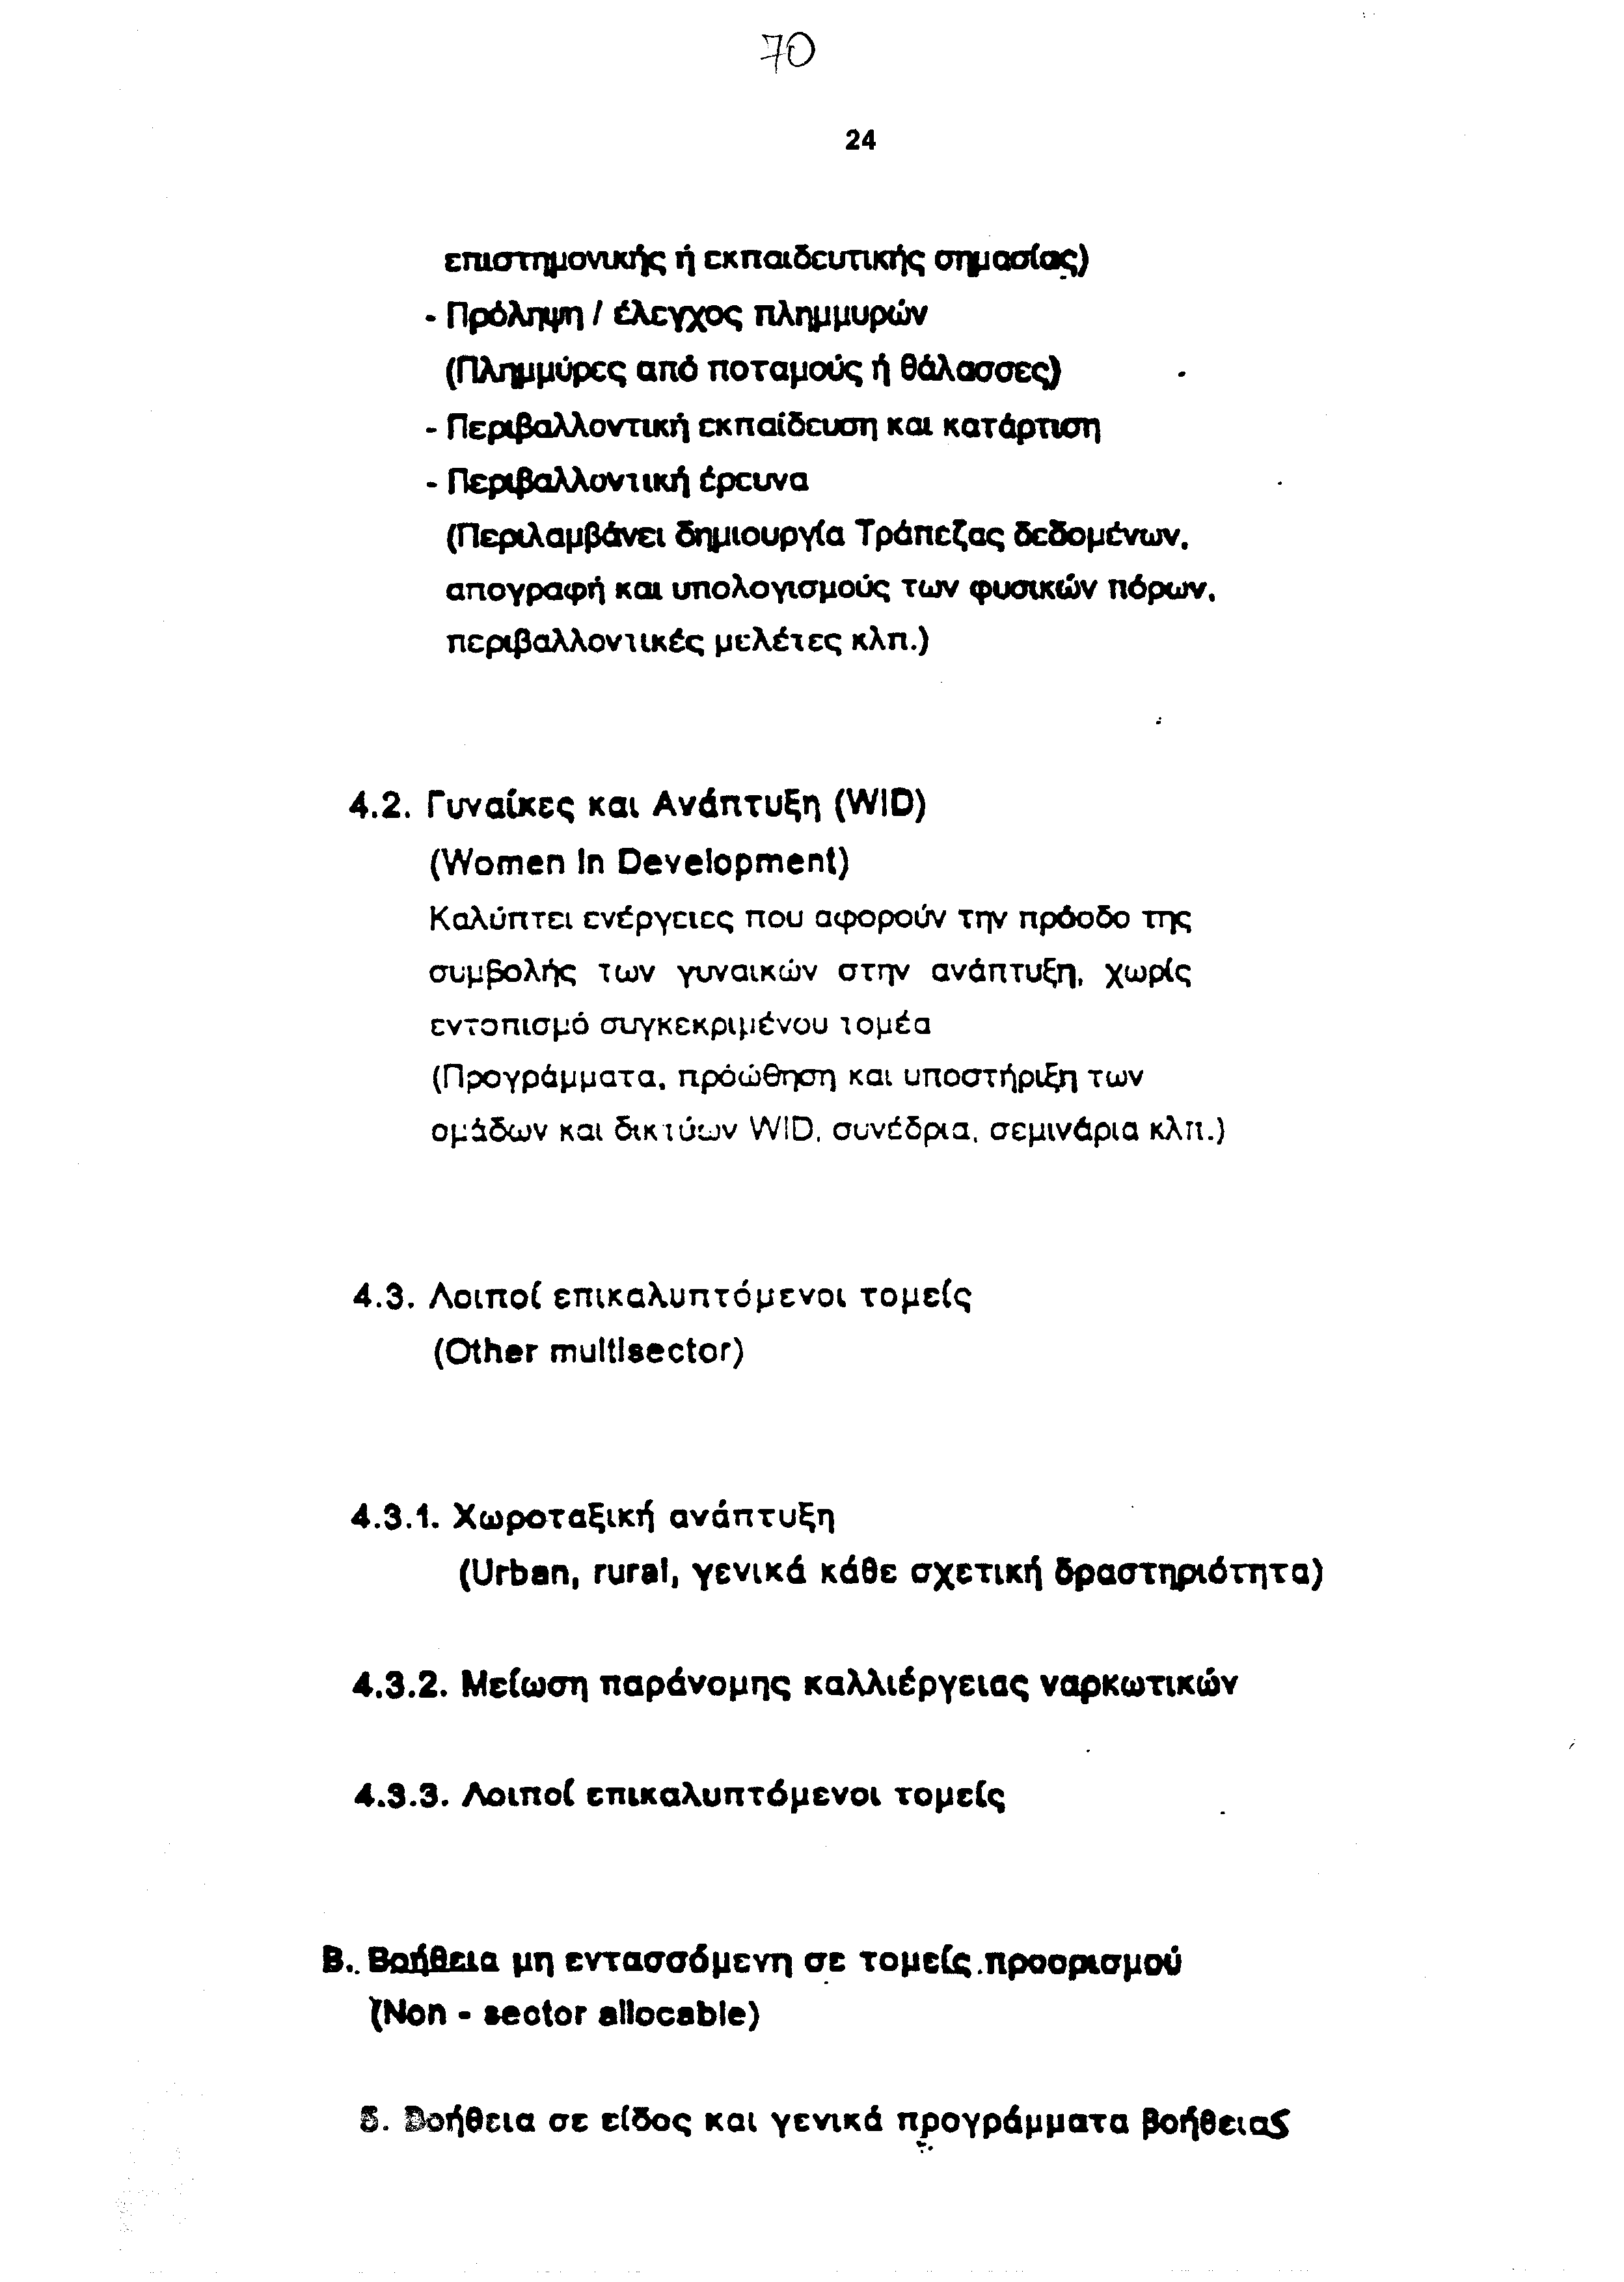 70
24
επιστημονικής ή εκπαιδευτικής σημασίας)
- Πρόληψη / έλεγχος πλημμυρών
(Πλημμύρες από ποταμούς ή θάλασσες)
- Περιβαλλοντική εκπαίδευση και κατάρτιση
- Περιβαλλοντική έρευνα
(Περιλαμβάνει δημιουργία Τράπεζας δεδομένων,
απογραφή και υπολογισμούς των φυσικών πόρων,
περιβαλλοντικές μελέτες κλπ.)
4.2. Γυναίκες και Ανάπτυξη (WID)
(Women In Development)
Καλύπτει ενέργειες που αφορούν την πρόοδο της
συμβολής των γυναικών στην ανάπτυξη, χωρίς
εντοπισμό συγκεκριμένου τομέα
(Προγράμματα, πρόώθηση και υποστήριξη των
ομάδων και δικτύων WID, συνέδρια, σεμινάρια κλπ.)
4.3. Λοιποί επικαλυπτόμενοι τομείς
(Other multisector)
4.3.1. Χωροταξική ανάπτυξη
(Urban, rural, γενικά κάθε σχετική δραστηριότητα)
4.3.2. Μείωση παράνομης καλλιέργειας ναρκωτικών
4.3.3. Λοιποί επικαλυπτόμενοι τομείς
Β. Βοήθεια μη εντασσόμενη σε τομείς προορισμού
(Non - sector allocable)
5. Βοήθεια σε είδος και γενικά προγράμματα βοήθειας